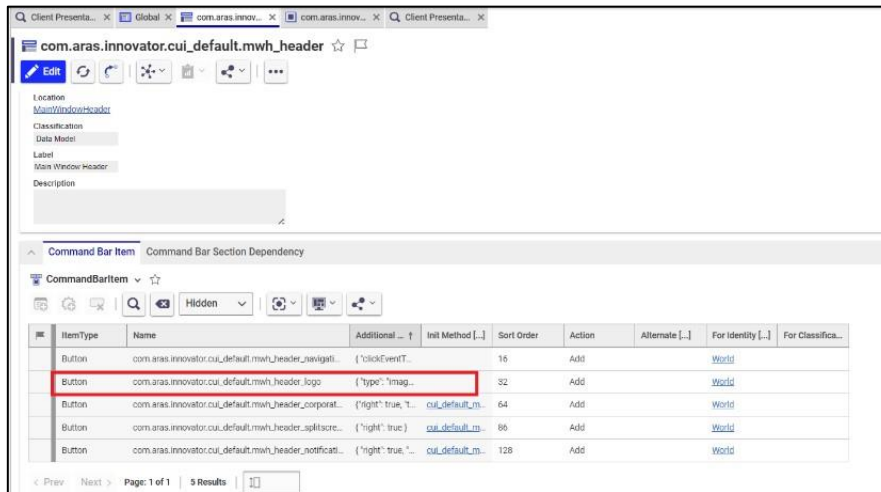 Client Presenta... Global com.aras.innov... com.aras.innov... Client Presenta...
com.aras.innovator.cui_default.mwh_header
Edit
Location
MainWindowHeader
Classification
Data Model
Label
Main Window Header
Description
Command Bar Item Command Bar Section Dependency
CommandBarItem
Hidden
ItemType Name Additional ... ↑ Init Method [...] Sort Order Action Alternate [...] For Identity [...] For Classifica...
Button com.aras.innovator.cui_default.mwh_header_navigati... { "clickEventT... 16 Add World
Button com.aras.innovator.cui_default.mwh_header_logo { "type": "imag... 32 Add World
Button com.aras.innovator.cui_default.mwh_header_corporat... {"right": true, "t... cui_default_m... 64 Add World
Button com.aras.innovator.cui_default.mwh_header_splitscre... { "right": true } cui_default_m... 86 Add World
Button com.aras.innovator.cui_default.mwh_header_notificati... { "right": true, "... cui_default_m... 128 Add World
< Prev Next > Page: 1 of 1 5 Results